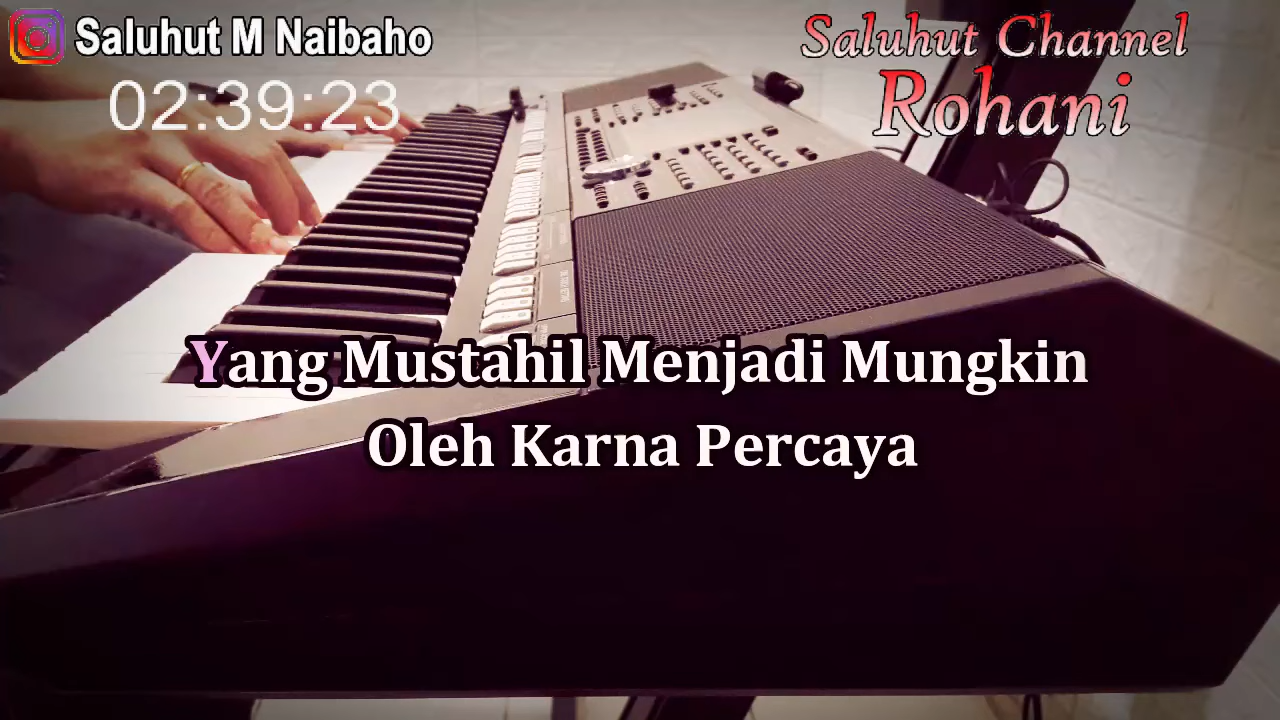 Saluhut M Naibaho
02:39:23
Saluhut Channel
Rohani
Yang Mustahil Menjadi Mungkin
Oleh Karna Percaya